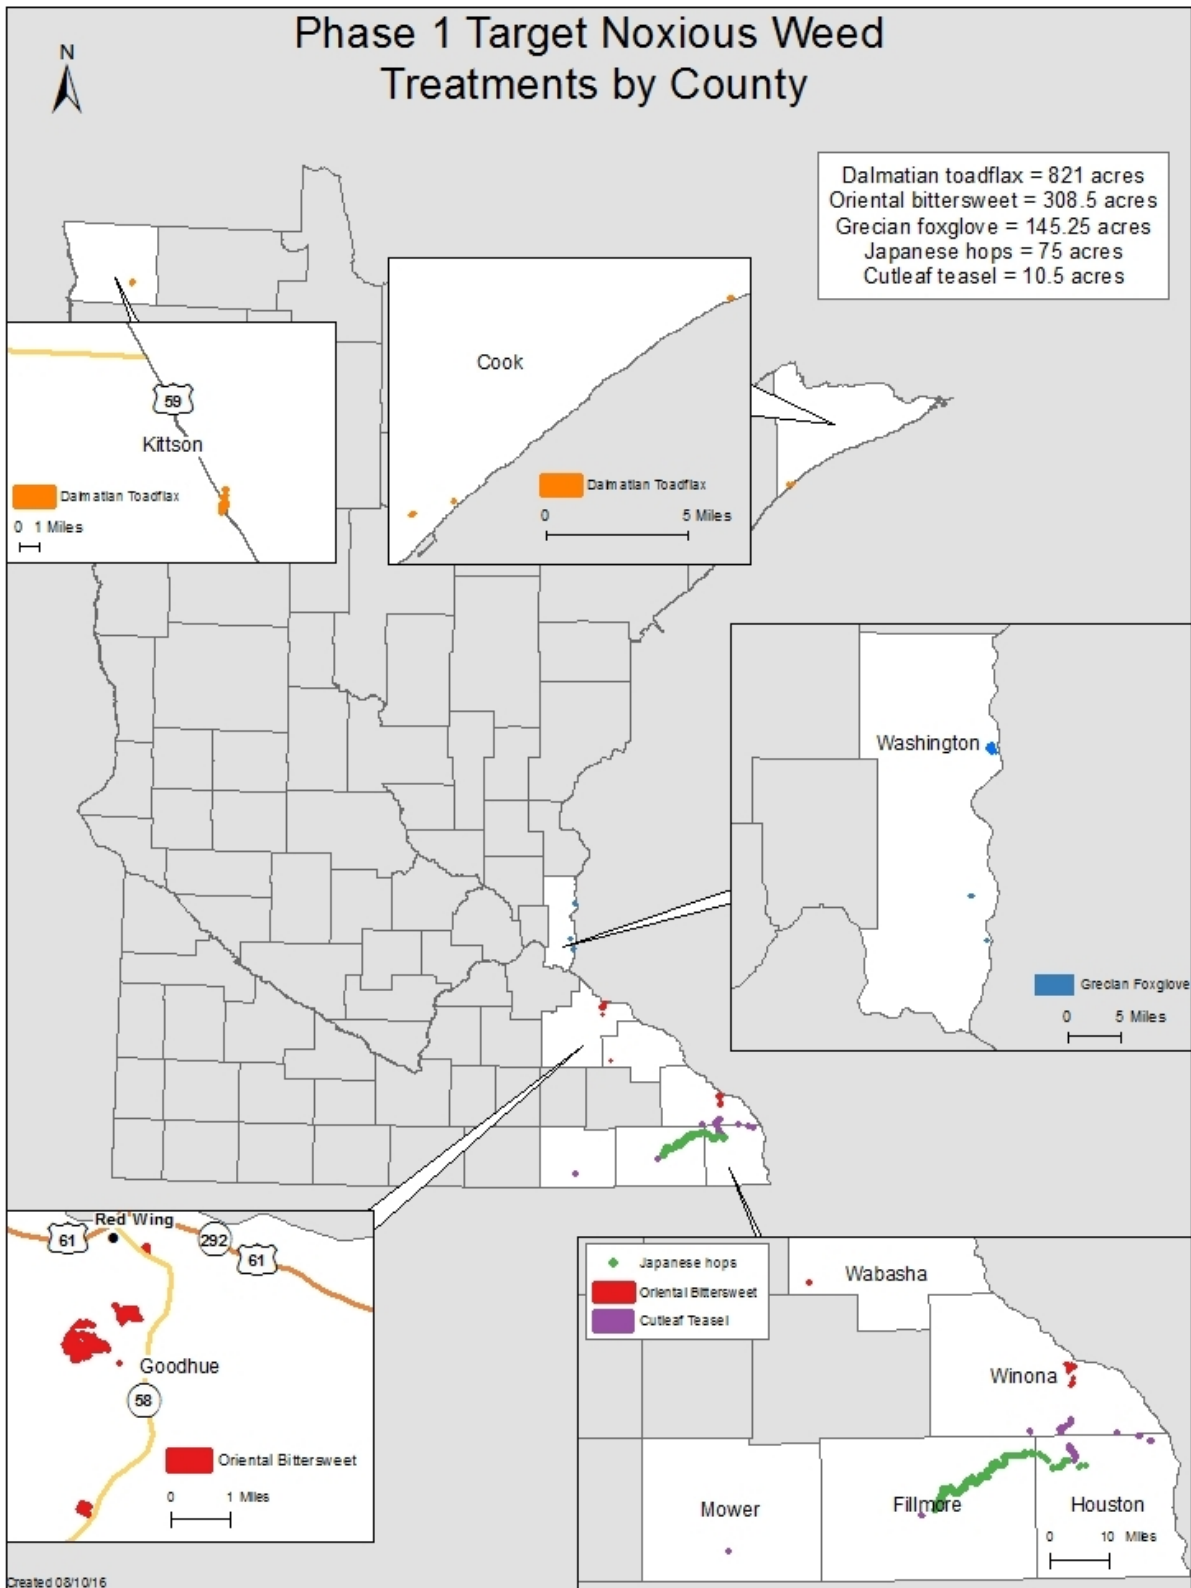 Phase 1 Target Noxious Weed
Treatments by County
N
Dalmatian toadflax = 821 acres
Oriental bittersweet = 308.5 acres
Grecian foxglove = 145.25 acres
Japanese hops = 75 acres
Cutleaf teasel = 10.5 acres
59
Kittson
Dalmatian Toadflax
0 1 Miles
Cook
Dalmatian Toadflax
0 5 Miles
Washington
Grecian Foxglove
0 5 Miles
Red Wing
61
292
61
Goodhue
58
Oriental Bittersweet
0 1 Miles
Japanese hops
Oriental Bittersweet
Cutleaf Teasel
Wabasha
Winona
Mower
Fillmore
Houston
0 10 Miles
Created 08/10/16